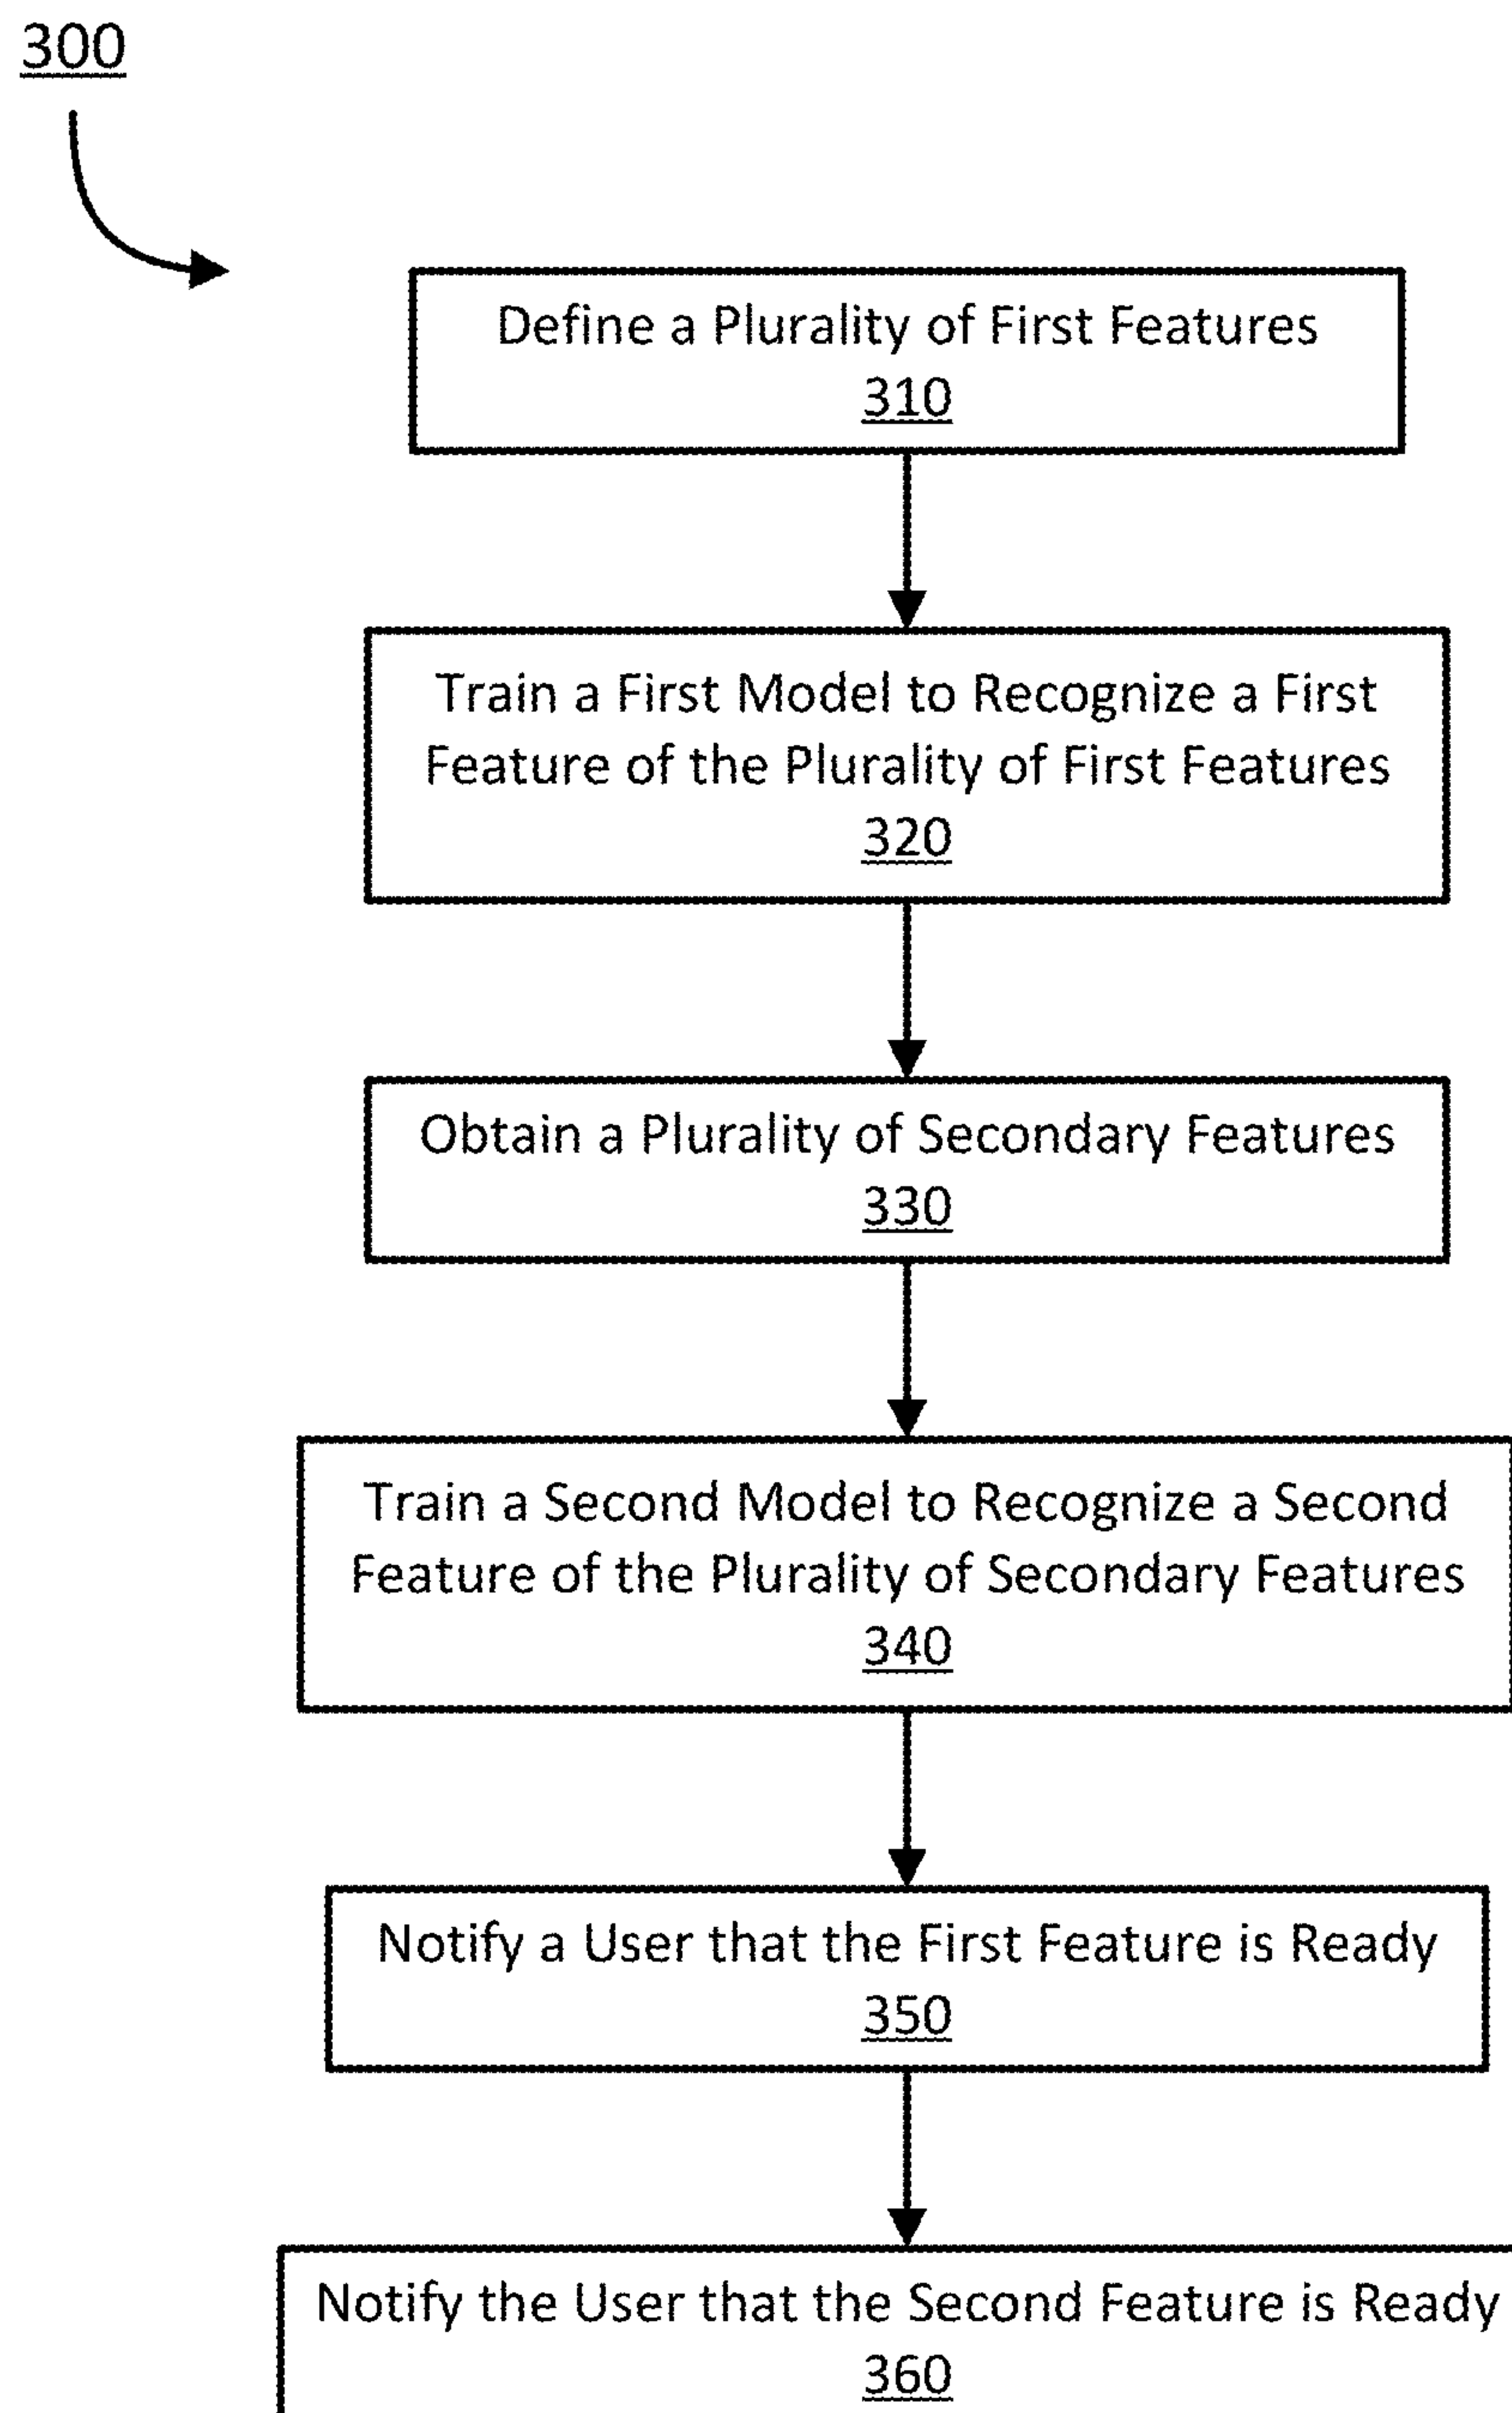 300
Define a Plurality of First Features
310
Train a First Model to Recognize a First
Feature of the Plurality of First Features
320
Obtain a Plurality of Secondary Features
330
Train a Second Model to Recognize a Second
Feature of the Plurality of Secondary Features
340
Notify a User that the First Feature is Ready
350
Notify the User that the Second Feature is Ready
360